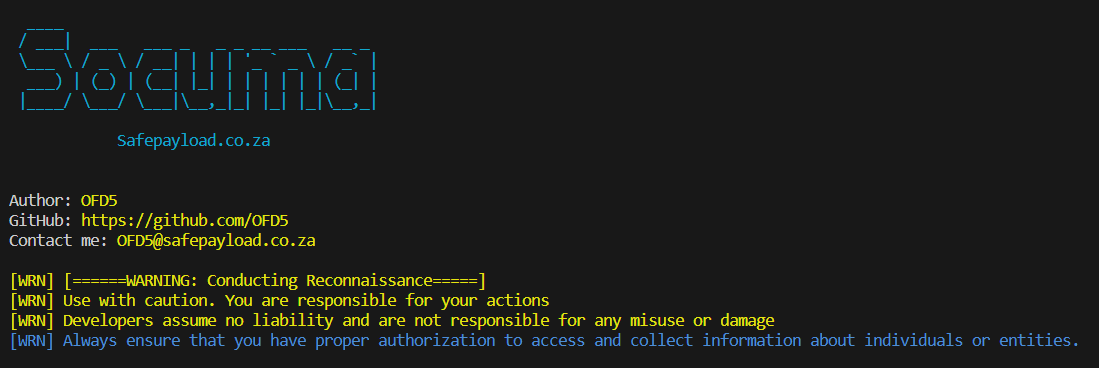 Socuma
Safepayload.co.za
Author: OFD5
GitHub: https://github.com/OFD5
Contact me: OFD5@safepayload.co.za
[WRN] [======WARNING: Conducting Reconnaissance=====]
[WRN] Use with caution. You are responsible for your actions
[WRN] Developers assume no liability and are not responsible for any misuse or damage
[WRN] Always ensure that you have proper authorization to access and collect information about individuals or entities.